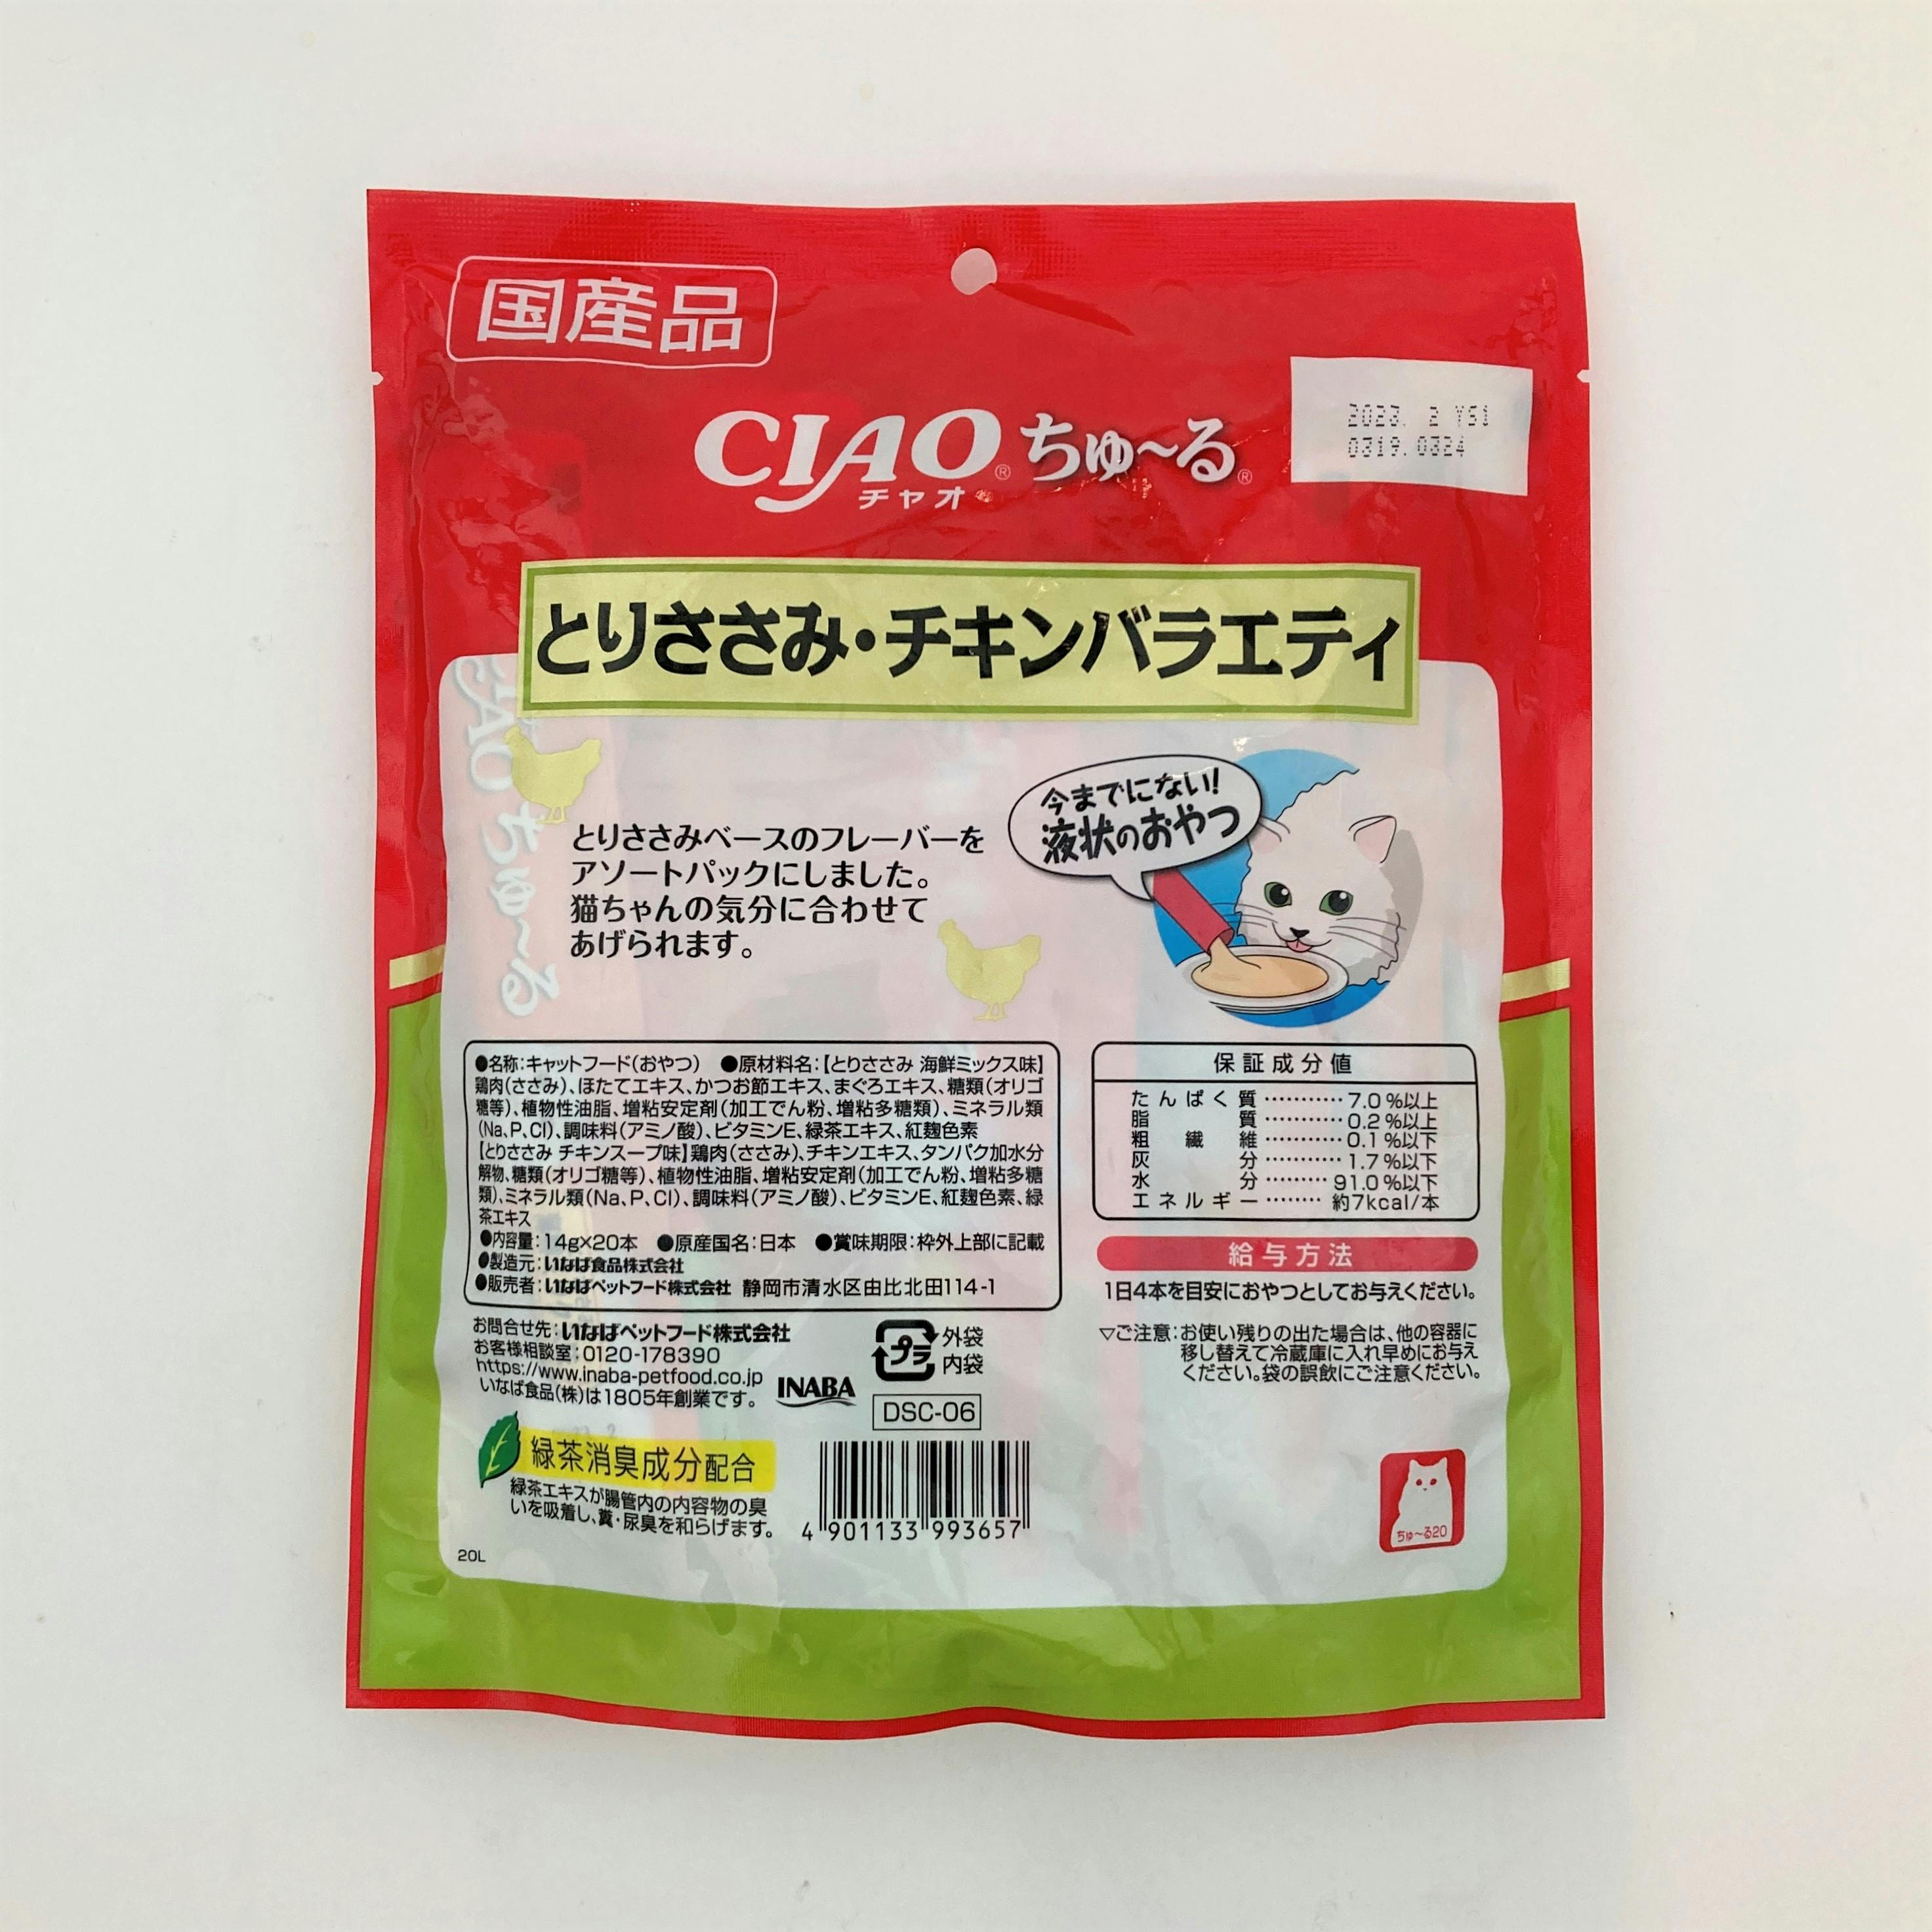 国産品
CIAO® ちゅ～る®
チャオ
2023. 2 YS1
0319. 0324
とりささみ・チキンバラエティ
今までにない!
液状のおやつ
とりささみベースのフレーバーを
アソートパックにしました。
猫ちゃんの気分に合わせて
あげられます。
CIAO ちゅ～る
●名称:キャットフード(おやつ) ●原材料名:【とりささみ 海鮮ミックス味】
鶏肉(ささみ)、ほたてエキス、かつお節エキス、まぐろエキス、糖類(オリゴ
糖等)、植物性油脂、増粘安定剤(加工でん粉、増粘多糖類)、ミネラル類
(Na、P、Cl)、調味料(アミノ酸)、ビタミンE、緑茶エキス、紅麹色素
【とりささみ チキンスープ味】鶏肉(ささみ)、チキンエキス、タンパク加水分
解物、糖類(オリゴ糖等)、植物性油脂、増粘安定剤(加工でん粉、増粘多糖
類)、ミネラル類(Na、P、Cl)、調味料(アミノ酸)、ビタミンE、紅麹色素、緑
茶エキス
●内容量:14g×20本 ●原産国名:日本 ●賞味期限:枠外上部に記載
●製造元:いなば食品株式会社
●販売者:いなばペットフード株式会社 静岡市清水区由比北田114-1
保証成分値
たんぱく質…………7.0%以上
脂質…………0.2%以上
粗繊維…………0.1%以下
灰分…………1.7%以下
水分………91.0%以下
エネルギー………約7kcal/本
給与方法
1日4本を目安におやつとしてお与えください。
▽ご注意:お使い残りの出た場合は、他の容器に
移し替えて冷蔵庫に入れ早めにお与え
ください。袋の誤飲にご注意ください。
お問合せ先:いなばペットフード株式会社
お客様相談室:0120-178390
https://www.inaba-petfood.co.jp
いなば食品(株)は1805年創業です。
INABA
プラ
外袋
内袋
DSC-06
緑茶消臭成分配合
緑茶エキスが腸管内の内容物の臭
いを吸着し、糞・尿臭を和らげます。
4 901133 993657
ちゅ～る20
20L